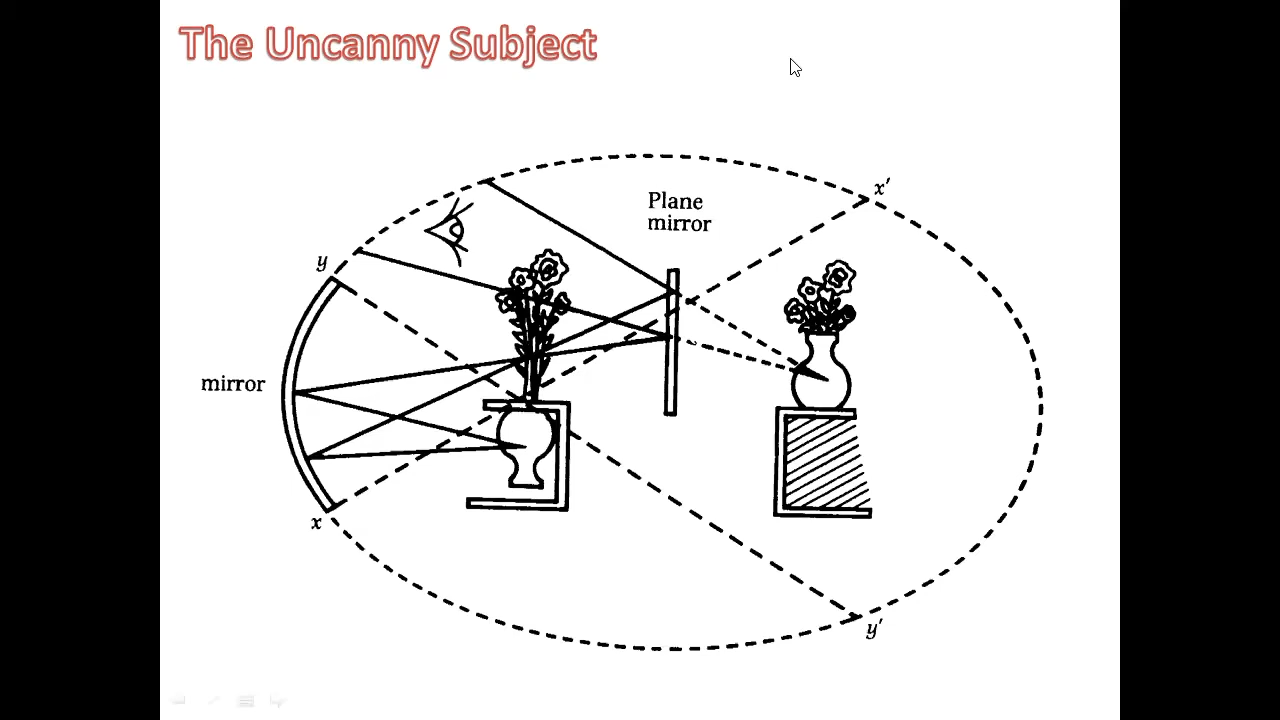 The Uncanny Subject
Plane
mirror
x'
y
mirror
x
y'